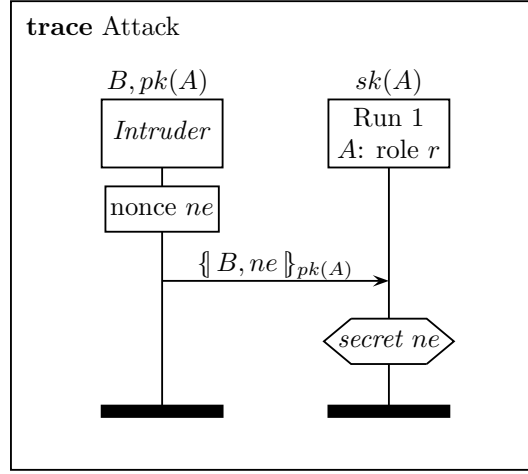 trace Attack
B, pk(A)
sk(A)
Intruder
Run 1
A: role r
nonce ne
{| B, ne |}pk(A)
secret ne